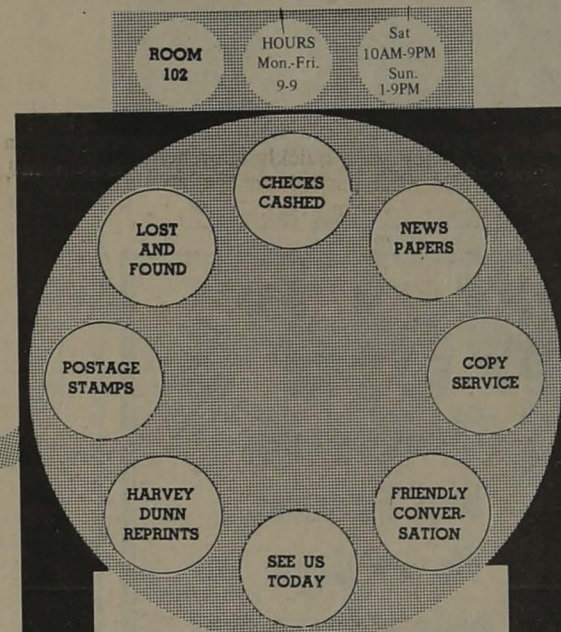 ROOM
102
HOURS
Mon.-Fri.
9-9
Sat
10AM-9PM
Sun.
1-9PM
CHECKS
CASHED
NEWS
PAPERS
COPY
SERVICE
FRIENDLY
CONVER-
SATION
SEE US
TODAY
HARVEY
DUNN
REPRINTS
POSTAGE
STAMPS
LOST
AND
FOUND